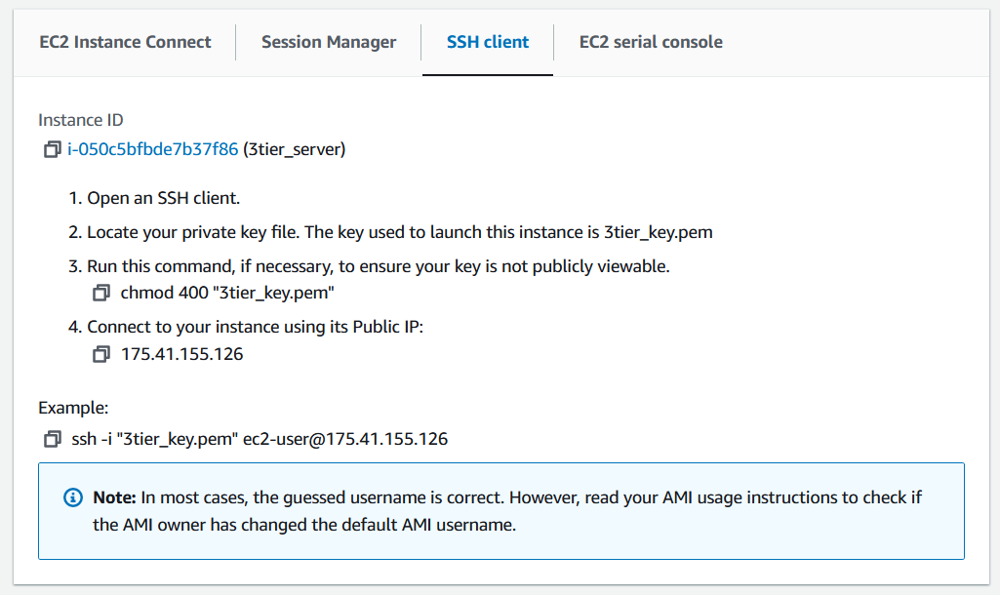 EC2 Instance Connect
Session Manager
SSH client
EC2 serial console
Instance ID
i-050c5bfbde7b37f86 (3tier_server)
1. Open an SSH client.
2. Locate your private key file. The key used to launch this instance is 3tier_key.pem
3. Run this command, if necessary, to ensure your key is not publicly viewable.
chmod 400 "3tier_key.pem"
4. Connect to your instance using its Public IP:
175.41.155.126
Example:
ssh -i "3tier_key.pem" ec2-user@175.41.155.126
Note: In most cases, the guessed username is correct. However, read your AMI usage instructions to check if
the AMI owner has changed the default AMI username.